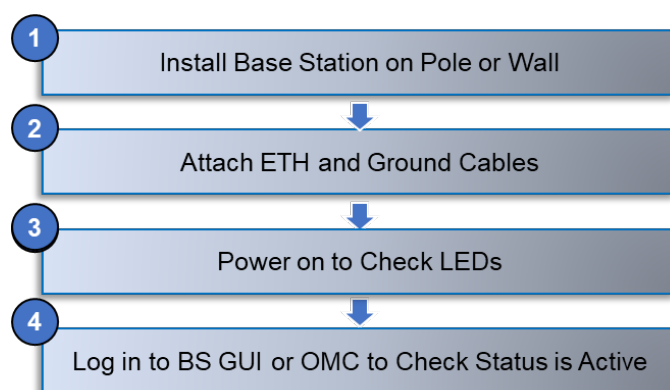 1
Install Base Station on Pole or Wall
2
Attach ETH and Ground Cables
3
Power on to Check LEDs
4
Log in to BS GUI or OMC to Check Status is Active